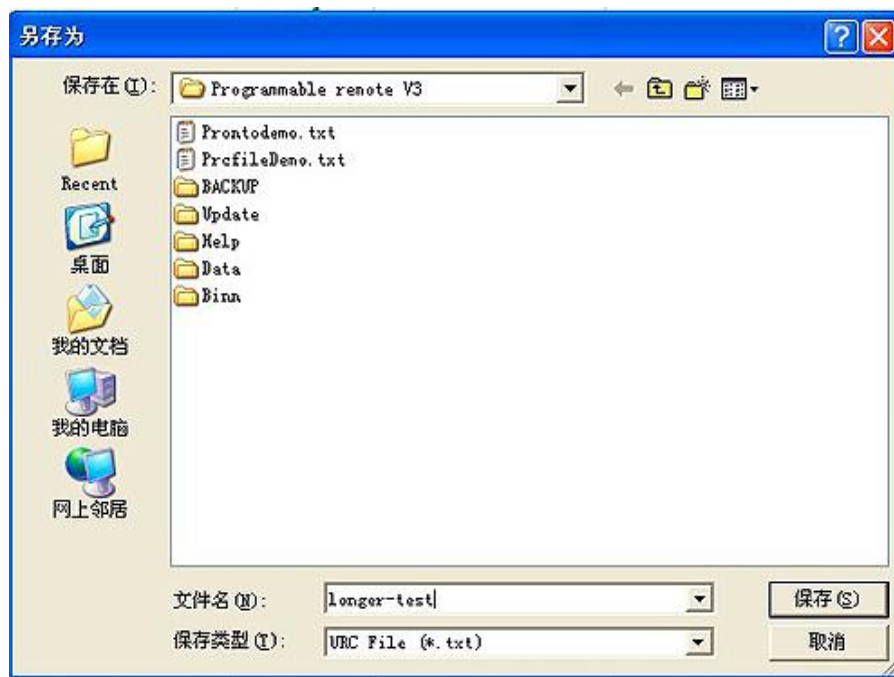 另存为
保存在(I):
Programmable remote V3
Prontodemo.txt
PrcfileDemo.txt
BACKUP
Update
Help
Data
Binn
Recent
桌面
我的文档
我的电脑
网上邻居
文件名(N):
longer-test
保存(S)
保存类型(T):
URC File (*.txt)
取消